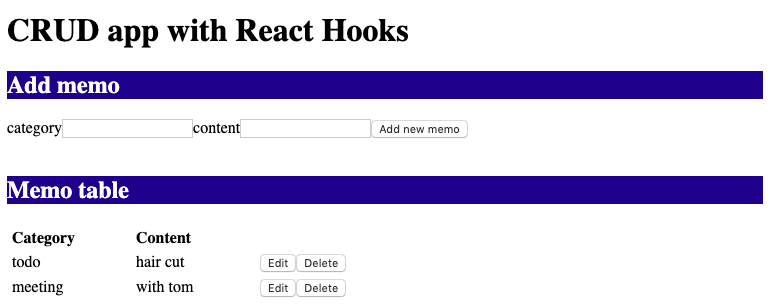 CRUD app with React Hooks
Add memo
category content Add new memo
Memo table
Category Content
todo hair cut Edit Delete
meeting with tom Edit Delete